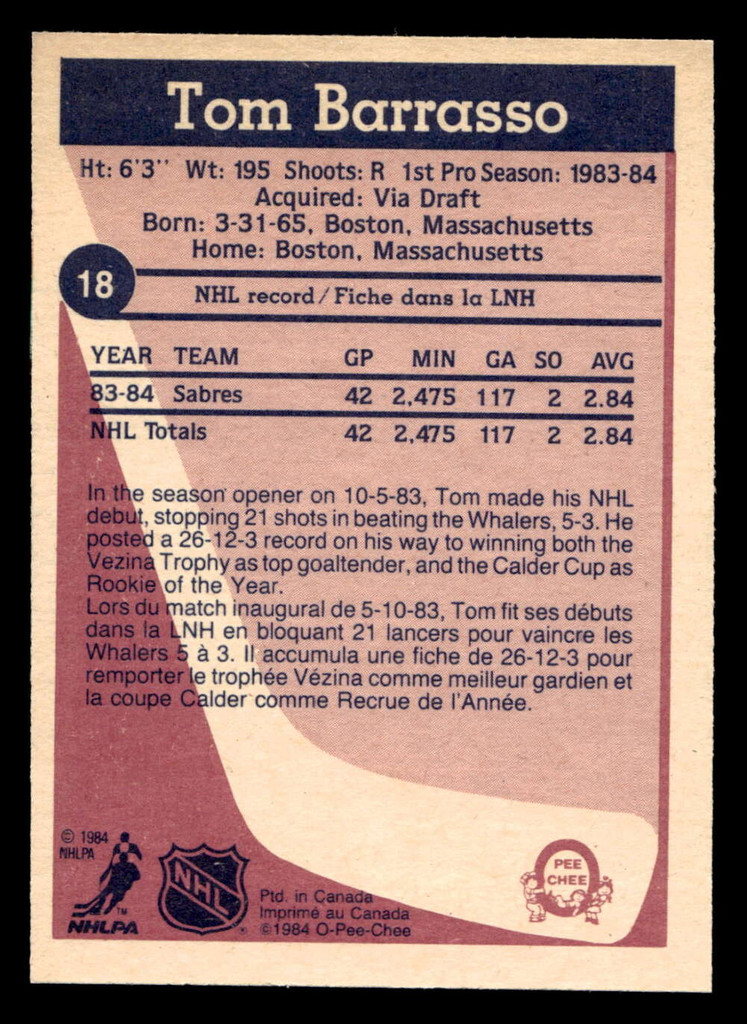 Tom Barrasso
Ht: 6'3'' Wt: 195 Shoots: R 1st Pro Season: 1983-84
Acquired: Via Draft
Born: 3-31-65, Boston, Massachusetts
Home: Boston, Massachusetts
18
NHL record/Fiche dans la LNH
YEAR TEAM GP MIN GA SO AVG
83-84 Sabres 42 2,475 117 2 2.84
NHL Totals 42 2,475 117 2 2.84
In the season opener on 10-5-83, Tom made his NHL
debut, stopping 21 shots in beating the Whalers, 5-3. He
posted a 26-12-3 record on his way to winning both the
Vezina Trophy as top goaltender, and the Calder Cup as
Rookie of the Year.
Lors du match inaugural de 5-10-83, Tom fit ses débuts
dans la LNH en bloquant 21 lancers pour vaincre les
Whalers 5 à 3. Il accumula une fiche de 26-12-3 pour
remporter le trophée Vézina comme meilleur gardien et
la coupe Calder comme Recrue de l'Année.
© 1984
NHLPA
TM
NHLPA
NHL
Ptd. in Canada
Imprimé au Canada
©1984 O-Pee-Chee
PEE
CHEE